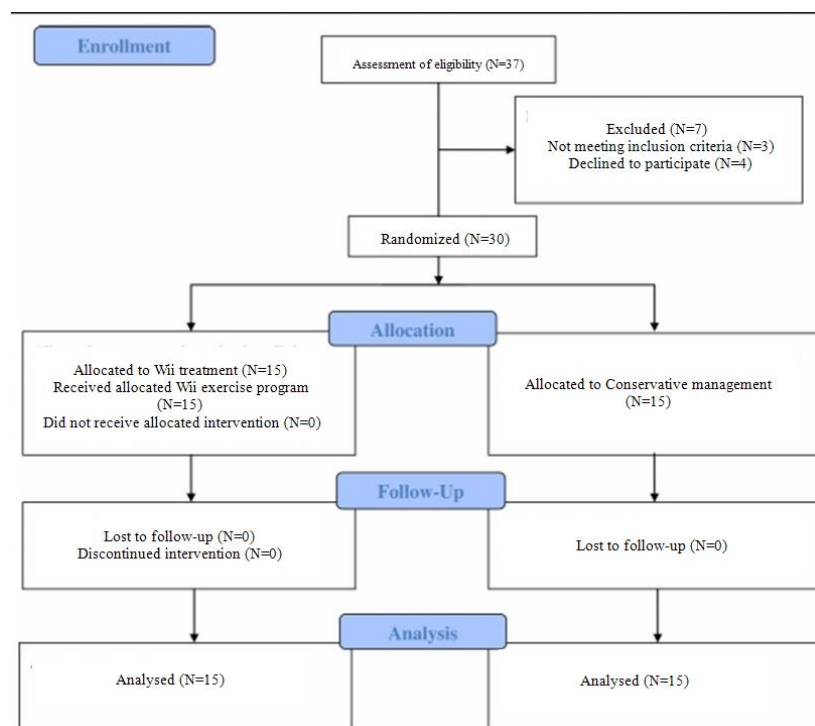 Enrollment
Assessment of eligibility (N=37)
Excluded (N=7)
Not meeting inclusion criteria (N=3)
Declined to participate (N=4)
Randomized (N=30)
Allocation
Allocated to Wii treatment (N=15)
Received allocated Wii exercise program
(N=15)
Did not receive allocated intervention (N=0)
Allocated to Conservative management
(N=15)
Follow-Up
Lost to follow-up (N=0)
Discontinued intervention (N=0)
Lost to follow-up (N=0)
Analysis
Analysed (N=15)
Analysed (N=15)